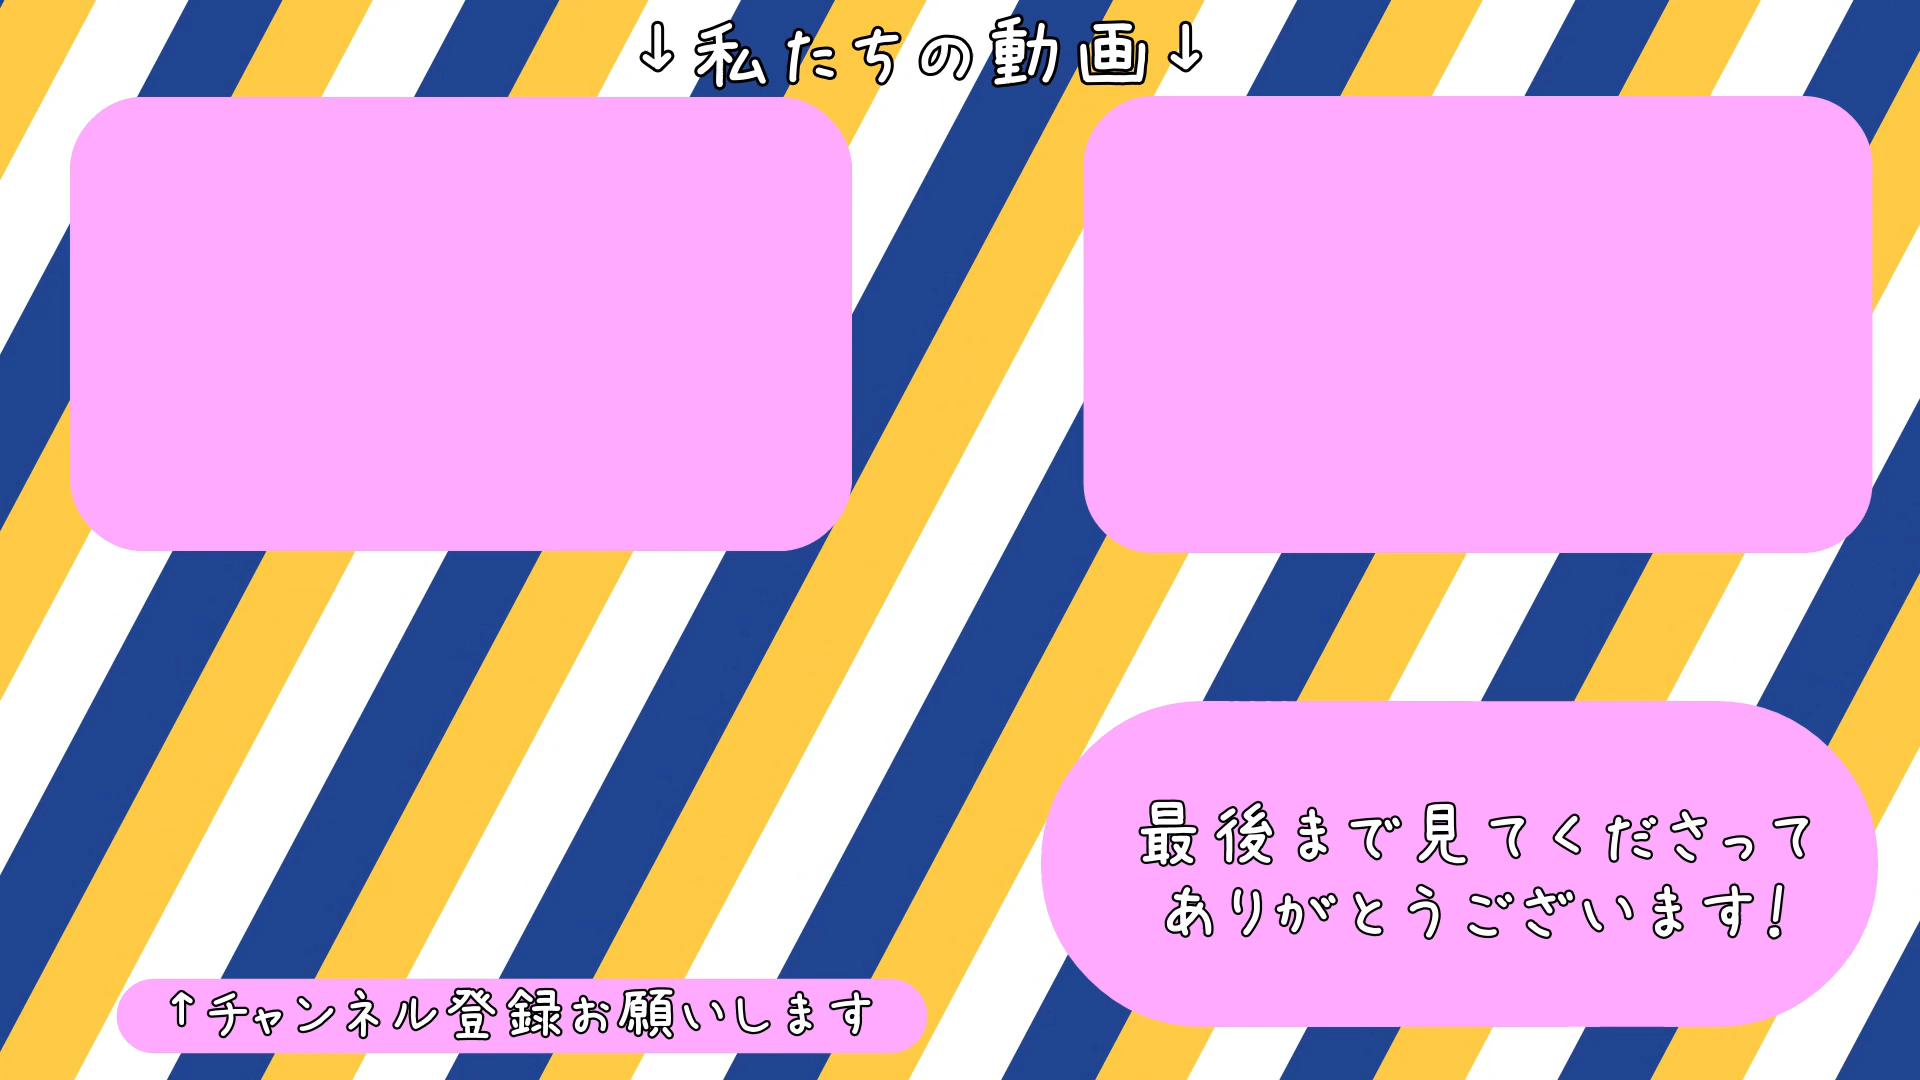 ↓私たちの動画↓
最後まで見てくださって
ありがとうございます!
↑チャンネル登録お願いします